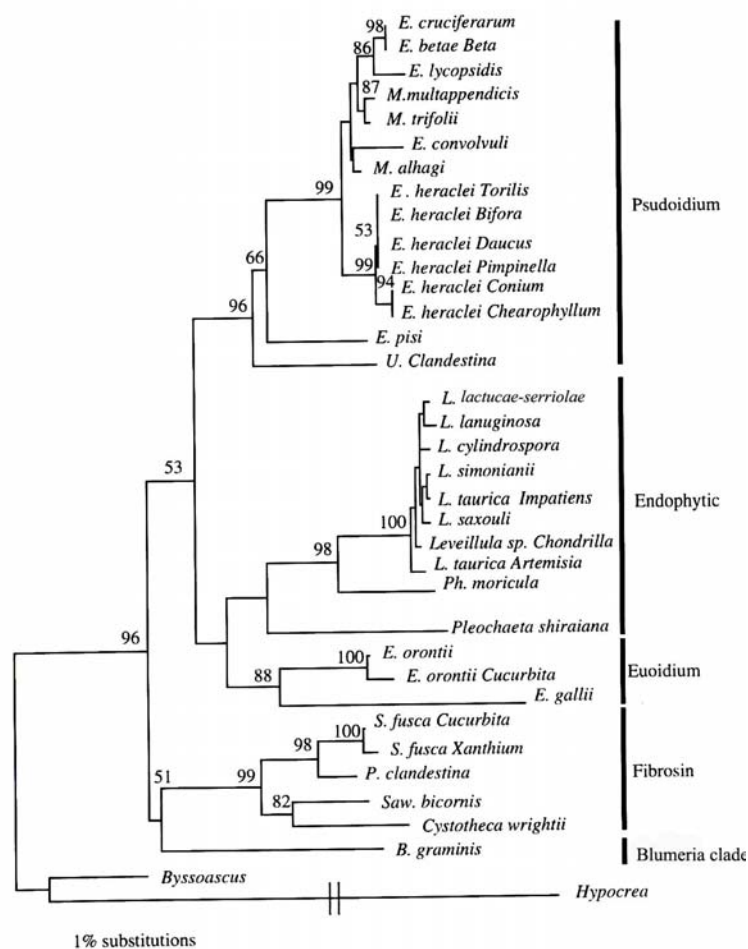 98
E. cruciferarum
E. betae Beta
86
E. lycopsidis
87
M.multappendicis
M. trifolii
E. convolvuli
M. alhagi
99
E . heraclei Torilis
E. heraclei Bifora
53
E. heraclei Daucus
99
E. heraclei Pimpinella
94
E. heraclei Conium
E. heraclei Chearophyllum
66
96
E. pisi
U. Clandestina
Psudoidium
53
L. lactucae-serriolae
L. lanuginosa
L. cylindrospora
L. simonianii
L. taurica Impatiens
100
L. saxouli
Leveillula sp. Chondrilla
98
L. taurica Artemisia
Ph. moricula
Pleochaeta shiraiana
Endophytic
96
E. orontii
100
E. orontii Cucurbita
88
E. gallii
Euoidium
S. fusca Cucurbita
100
S. fusca Xanthium
98
P. clandestina
51
99
Saw. bicornis
82
Cystotheca wrightii
Fibrosin
B. graminis
Blumeria clade
Byssoascus
Hypocrea
1% substitutions